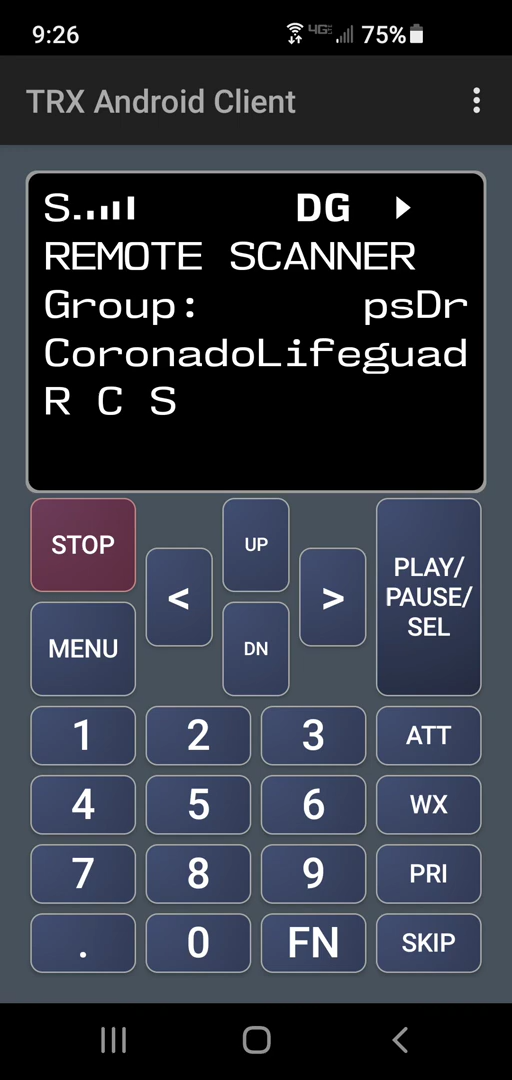 9:26 4GE 75%
TRX Android Client
S DG
REMOTE SCANNER
Group: psDr
CoronadoLifeguad
R C S
STOP
UP
PLAY/
PAUSE/
SEL
<
>
MENU
DN
1 2 3 ATT
4 5 6 WX
7 8 9 PRI
. 0 FN SKIP